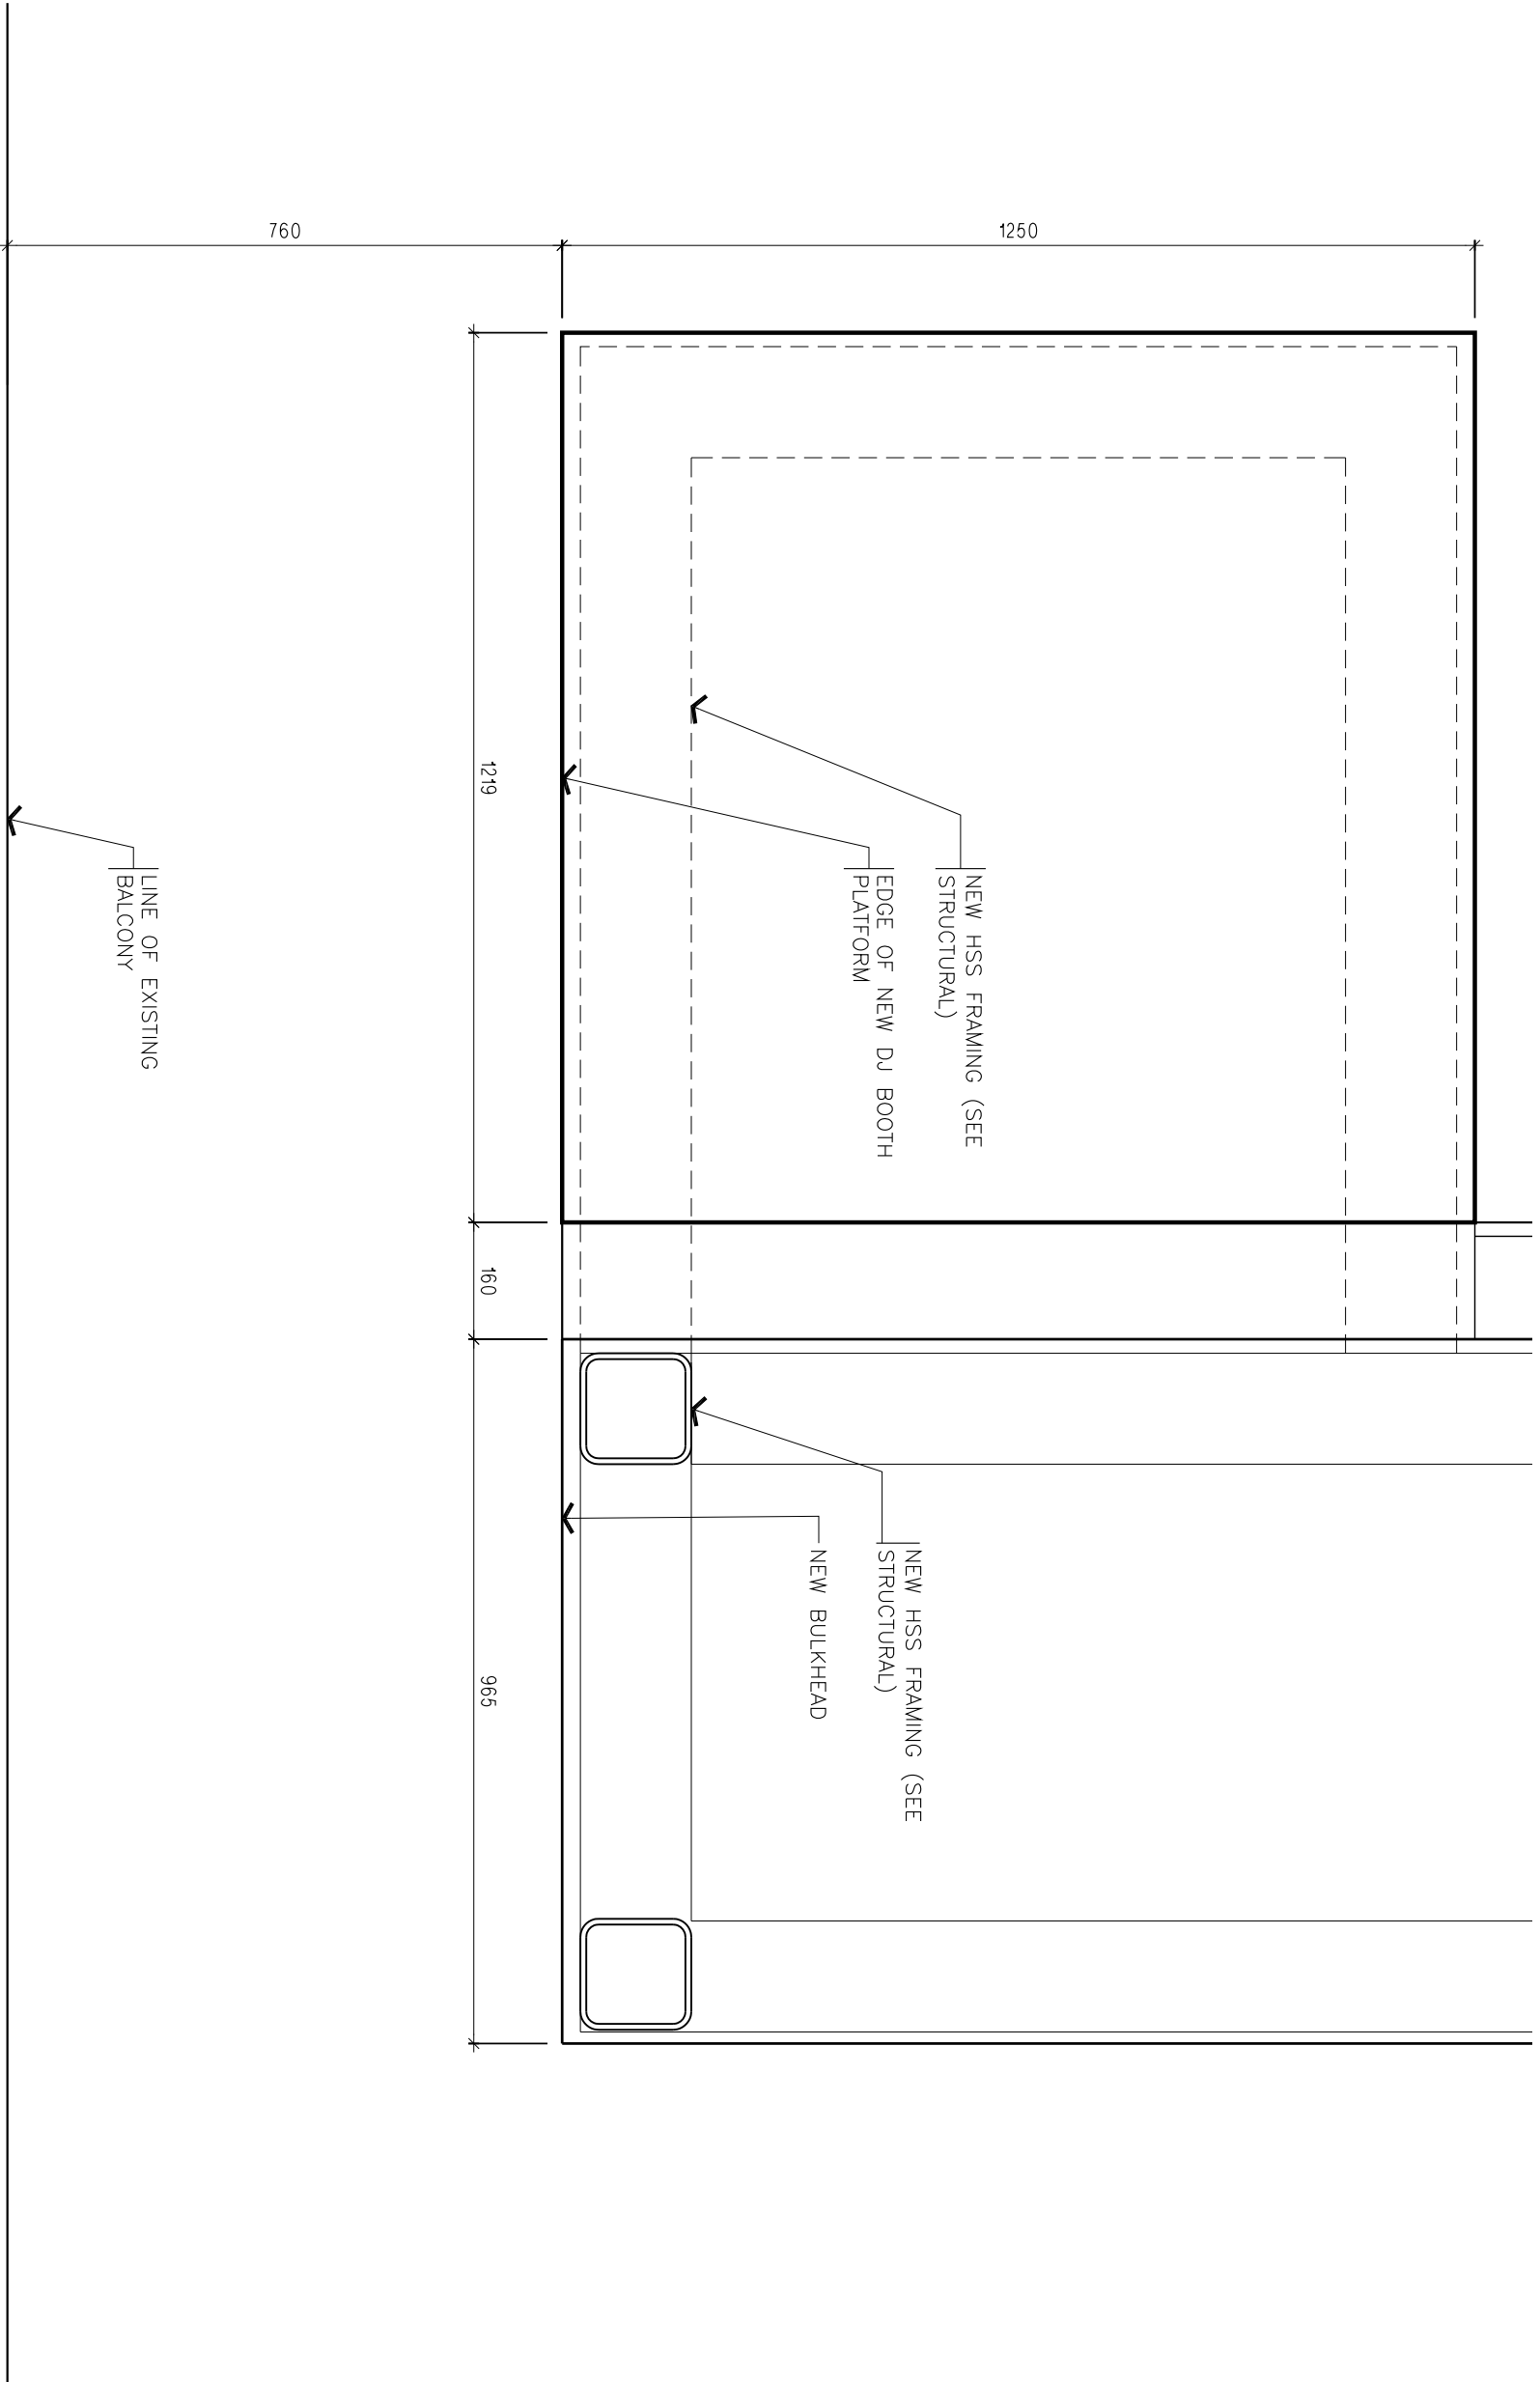 760
1250
1219
NEW HSS FRAMING (SEE
STRUCTURAL)
EDGE OF NEW DJ BOOTH
PLATFORM
LINE OF EXISTING
BALCONY
160
965
NEW HSS FRAMING (SEE
STRUCTURAL)
NEW BULKHEAD